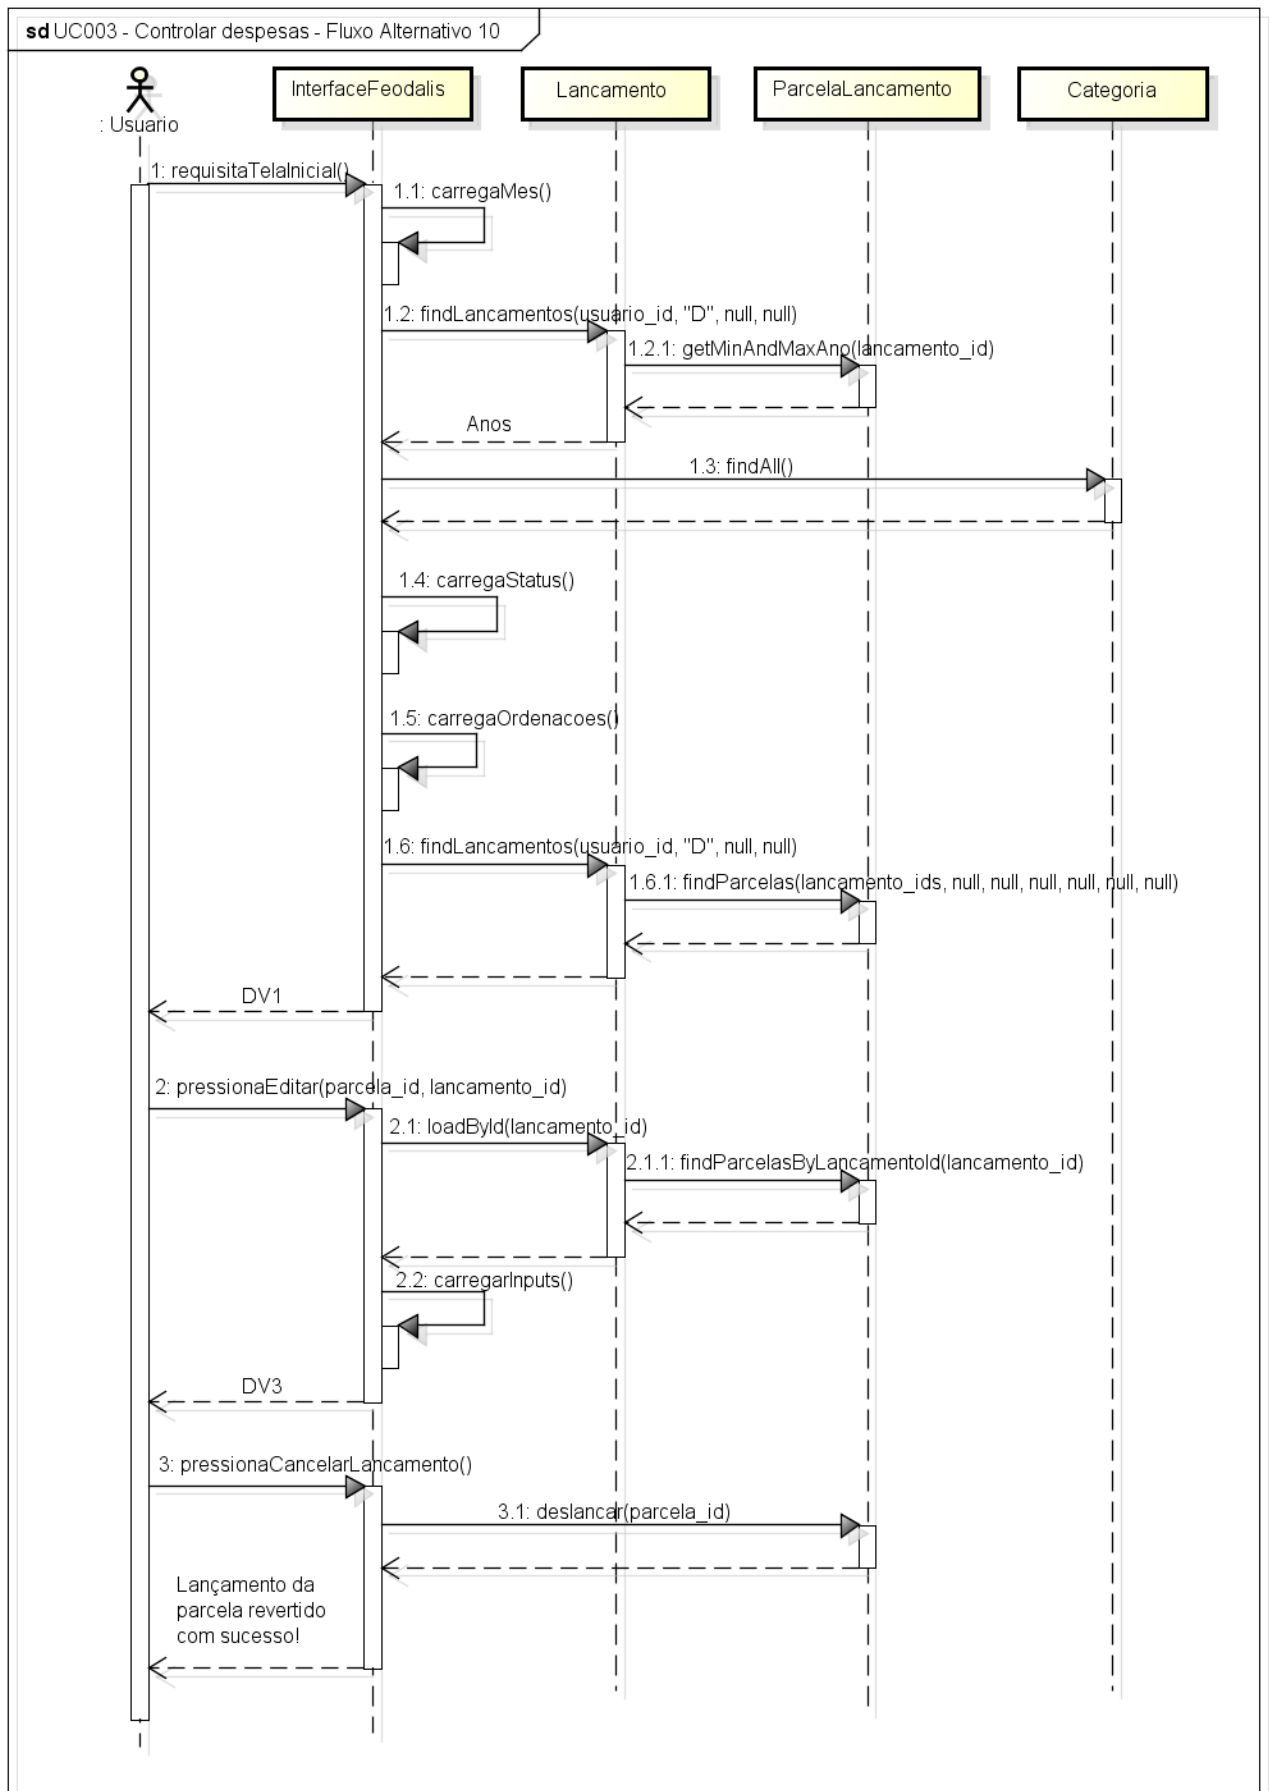 sd UC003 - Controlar despesas - Fluxo Alternativo 10
InterfaceFeodalis
Lancamento
ParcelaLancamento
Categoria
: Usuario
1: requisitaTelaInicial()
1.1: carregaMes()
1.2: findLancamentos(usuario_id, "D", null, null)
1.2.1: getMinAndMaxAno(lancamento_id)
Anos
1.3: findAll()
1.4: carregaStatus()
1.5: carregaOrdenacoes()
1.6: findLancamentos(usuario_id, "D", null, null)
1.6.1: findParcelas(lancamento_ids, null, null, null, null, null, null)
DV1
2: pressionaEditar(parcela_id, lancamento_id)
2.1: loadById(lancamento_id)
2.1.1: findParcelasByLancamentoId(lancamento_id)
2.2: carregarInputs()
DV3
3: pressionaCancelarLancamento()
3.1: deslancar(parcela_id)
Lançamento da
parcela revertido
com sucesso!